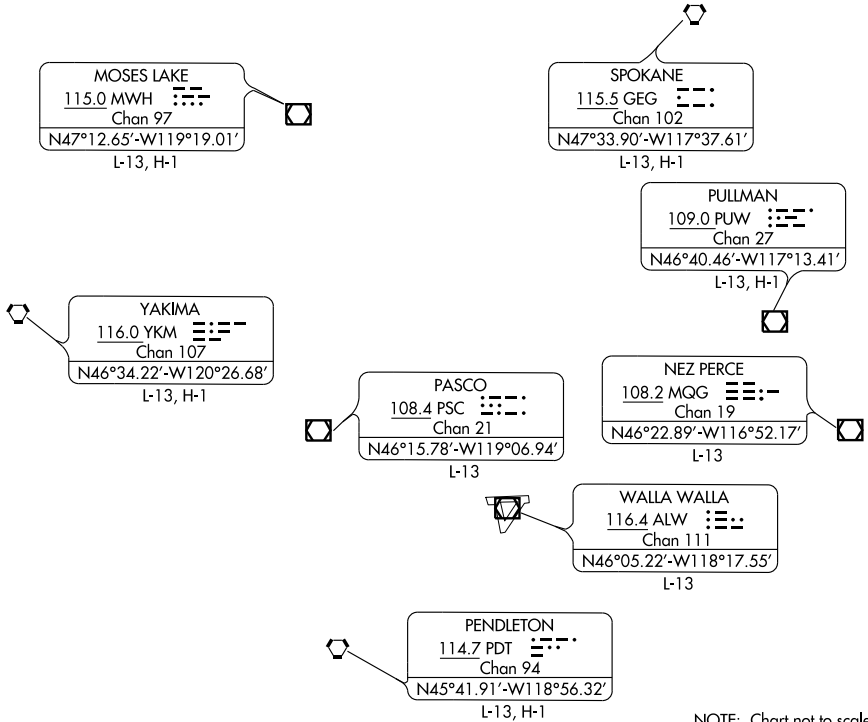 MOSES LAKE
115.0 MWH
Chan 97
N47°12.65′-W119°19.01′
L-13, H-1
SPOKANE
115.5 GEG
Chan 102
N47°33.90′-W117°37.61′
L-13, H-1
PULLMAN
109.0 PUW
Chan 27
N46°40.46′-W117°13.41′
L-13, H-1
YAKIMA
116.0 YKM
Chan 107
N46°34.22′-W120°26.68′
L-13, H-1
PASCO
108.4 PSC
Chan 21
N46°15.78′-W119°06.94′
L-13
NEZ PERCE
108.2 MQG
Chan 19
N46°22.89′-W116°52.17′
L-13
WALLA WALLA
116.4 ALW
Chan 111
N46°05.22′-W118°17.55′
L-13
PENDLETON
114.7 PDT
Chan 94
N45°41.91′-W118°56.32′
L-13, H-1
NOTE: Chart not to scale